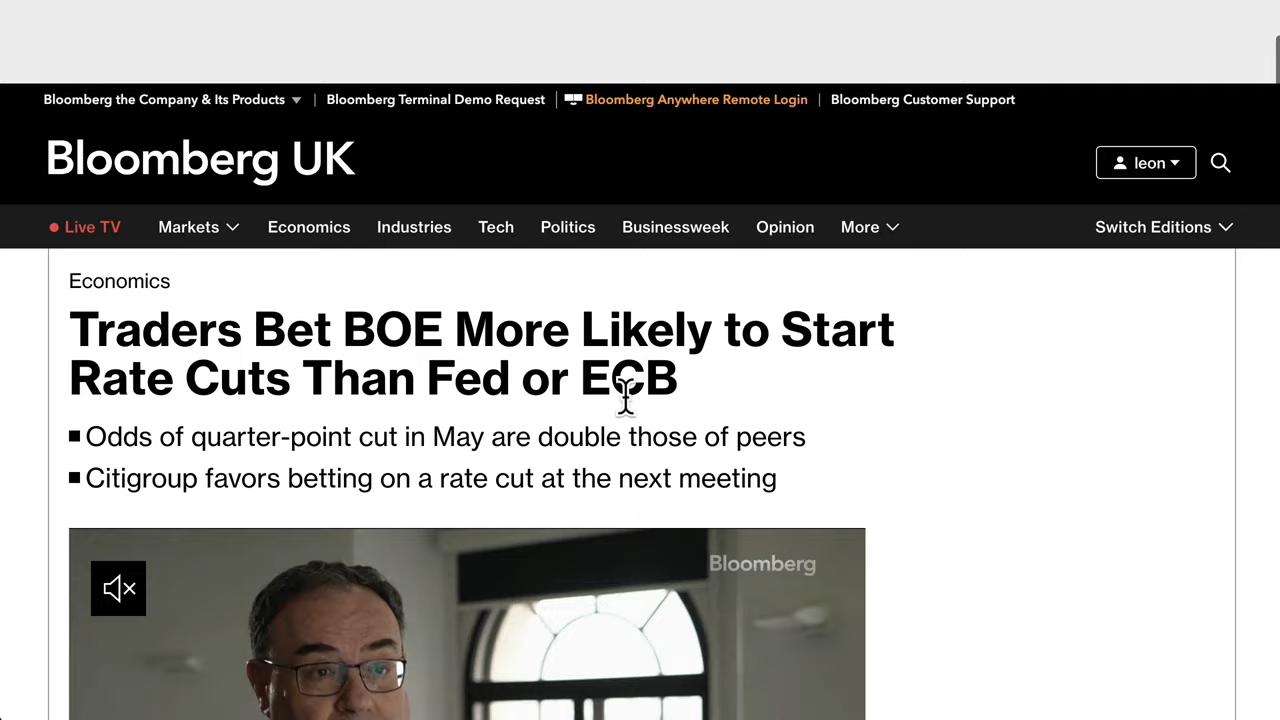 Bloomberg the Company & Its Products
Bloomberg Terminal Demo Request
Bloomberg Anywhere Remote Login
Bloomberg Customer Support
Bloomberg UK
leon
Live TV
Markets
Economics
Industries
Tech
Politics
Businessweek
Opinion
More
Switch Editions
Economics
Traders Bet BOE More Likely to Start
Rate Cuts Than Fed or ECB
Odds of quarter-point cut in May are double those of peers
Citigroup favors betting on a rate cut at the next meeting
Bloomberg